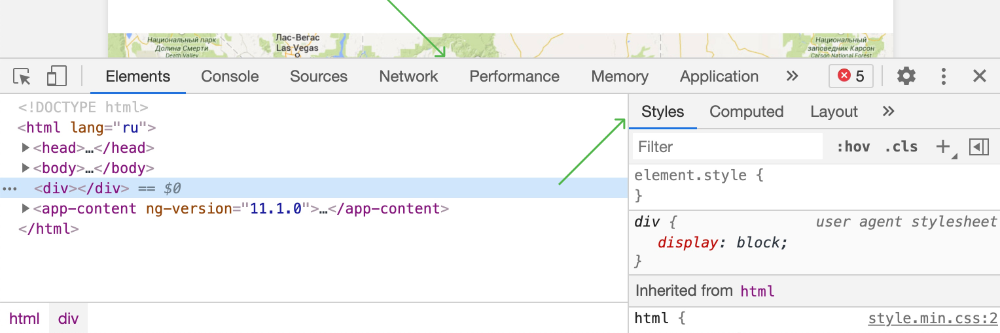 Национальный парк
Долина Смерти
Death Valley
Лас-Вегас
Las Vegas
Национальный
заповедник Карсон
Carson National Forest
Elements Console Sources Network Performance Memory Application » 5
<!DOCTYPE html>
<html lang="ru">
<head>…</head>
<body>…</body>
<div></div> == $0
<app-content ng-version="11.1.0">…</app-content>
</html>
html div
Styles Computed Layout »
Filter :hov .cls +
element.style {
}
div { user agent stylesheet
display: block;
}
Inherited from html
html { style.min.css:2